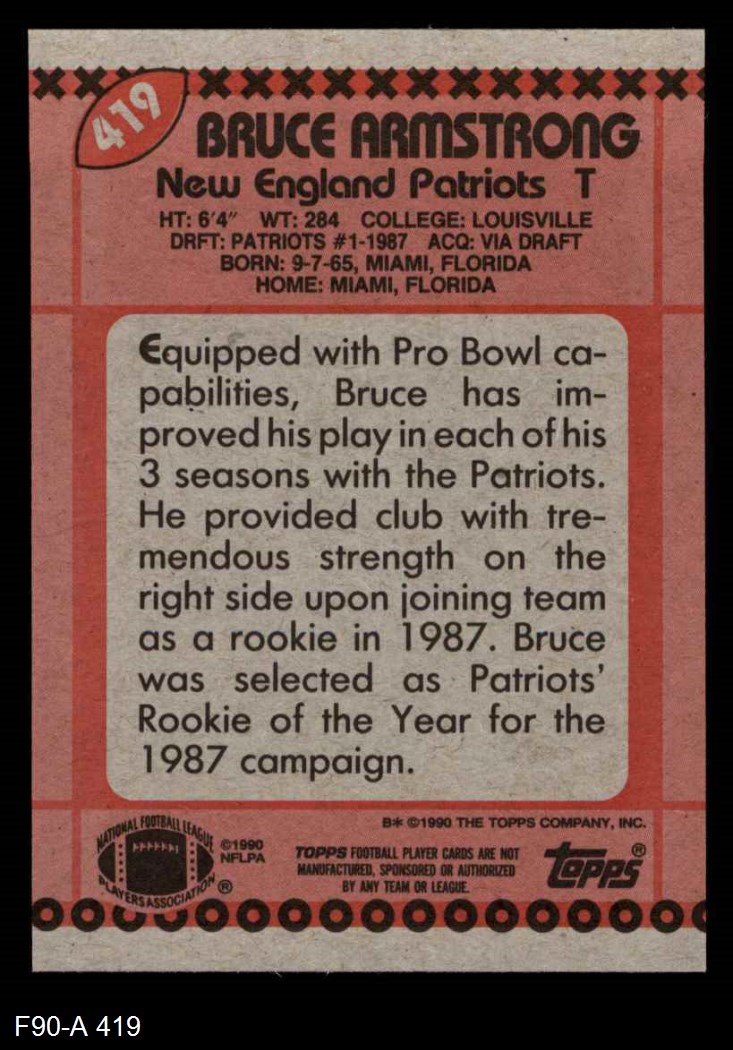 419
BRUCE ARMSTRONG
New England Patriots T
HT: 6'4" WT: 284 COLLEGE: LOUISVILLE
DRFT: PATRIOTS #1-1987 ACQ: VIA DRAFT
BORN: 9-7-65, MIAMI, FLORIDA
HOME: MIAMI, FLORIDA
Equipped with Pro Bowl ca-
pabilities, Bruce has im-
proved his play in each of his
3 seasons with the Patriots.
He provided club with tre-
mendous strength on the
right side upon joining team
as a rookie in 1987. Bruce
was selected as Patriots'
Rookie of the Year for the
1987 campaign.
B* ©1990 THE TOPPS COMPANY, INC.
NATIONAL FOOTBALL LEAGUE
PLAYERS ASSOCIATION ®
©1990
NFLPA
TOPPS FOOTBALL PLAYER CARDS ARE NOT
MANUFACTURED, SPONSORED OR AUTHORIZED
BY ANY TEAM OR LEAGUE.
topps®
F90-A 419